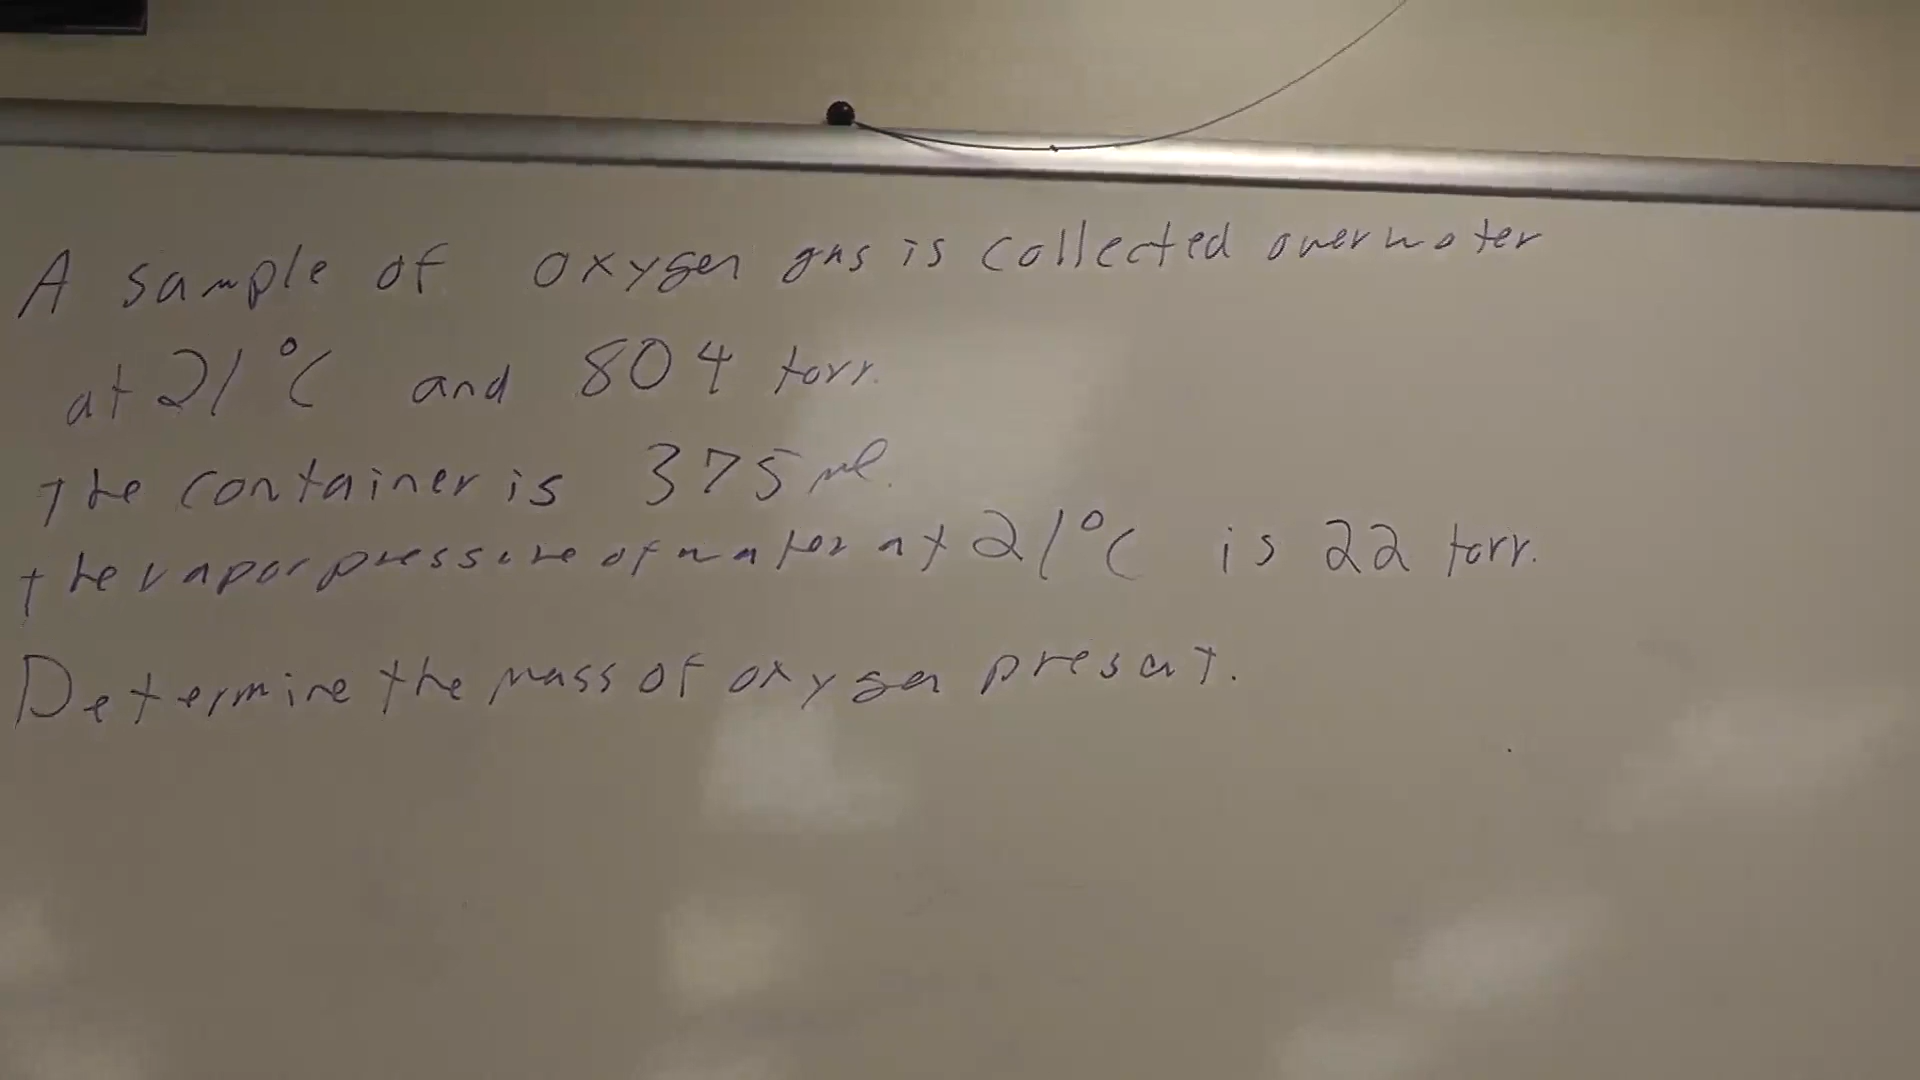 A sample of oxygen gas is collected over water
at 21°C and 804 torr.
The container is 375 ml.
the vapor pressure of water at 21°C is 22 torr.
Determine the mass of oxygen present.